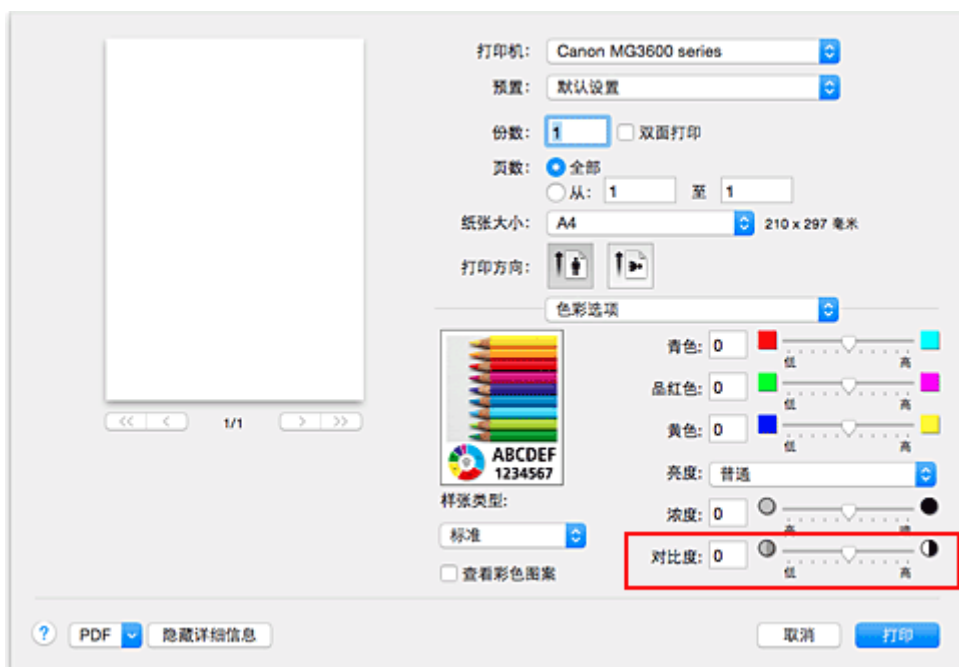 打印机: Canon MG3600 series
预置: 默认设置
份数: 1 双面打印
页数: 全部
从: 1 至 1
纸张大小: A4 210 x 297 毫米
打印方向:
色彩选项
<< < 1/1 > >>
ABCDEF
1234567
样张类型:
标准
查看彩色图案
青色: 0
低 高
品红色: 0
低 高
黄色: 0
低 高
亮度: 普通
浓度: 0
对比度: 0
低 高
? PDF 隐藏详细信息 取消 打印